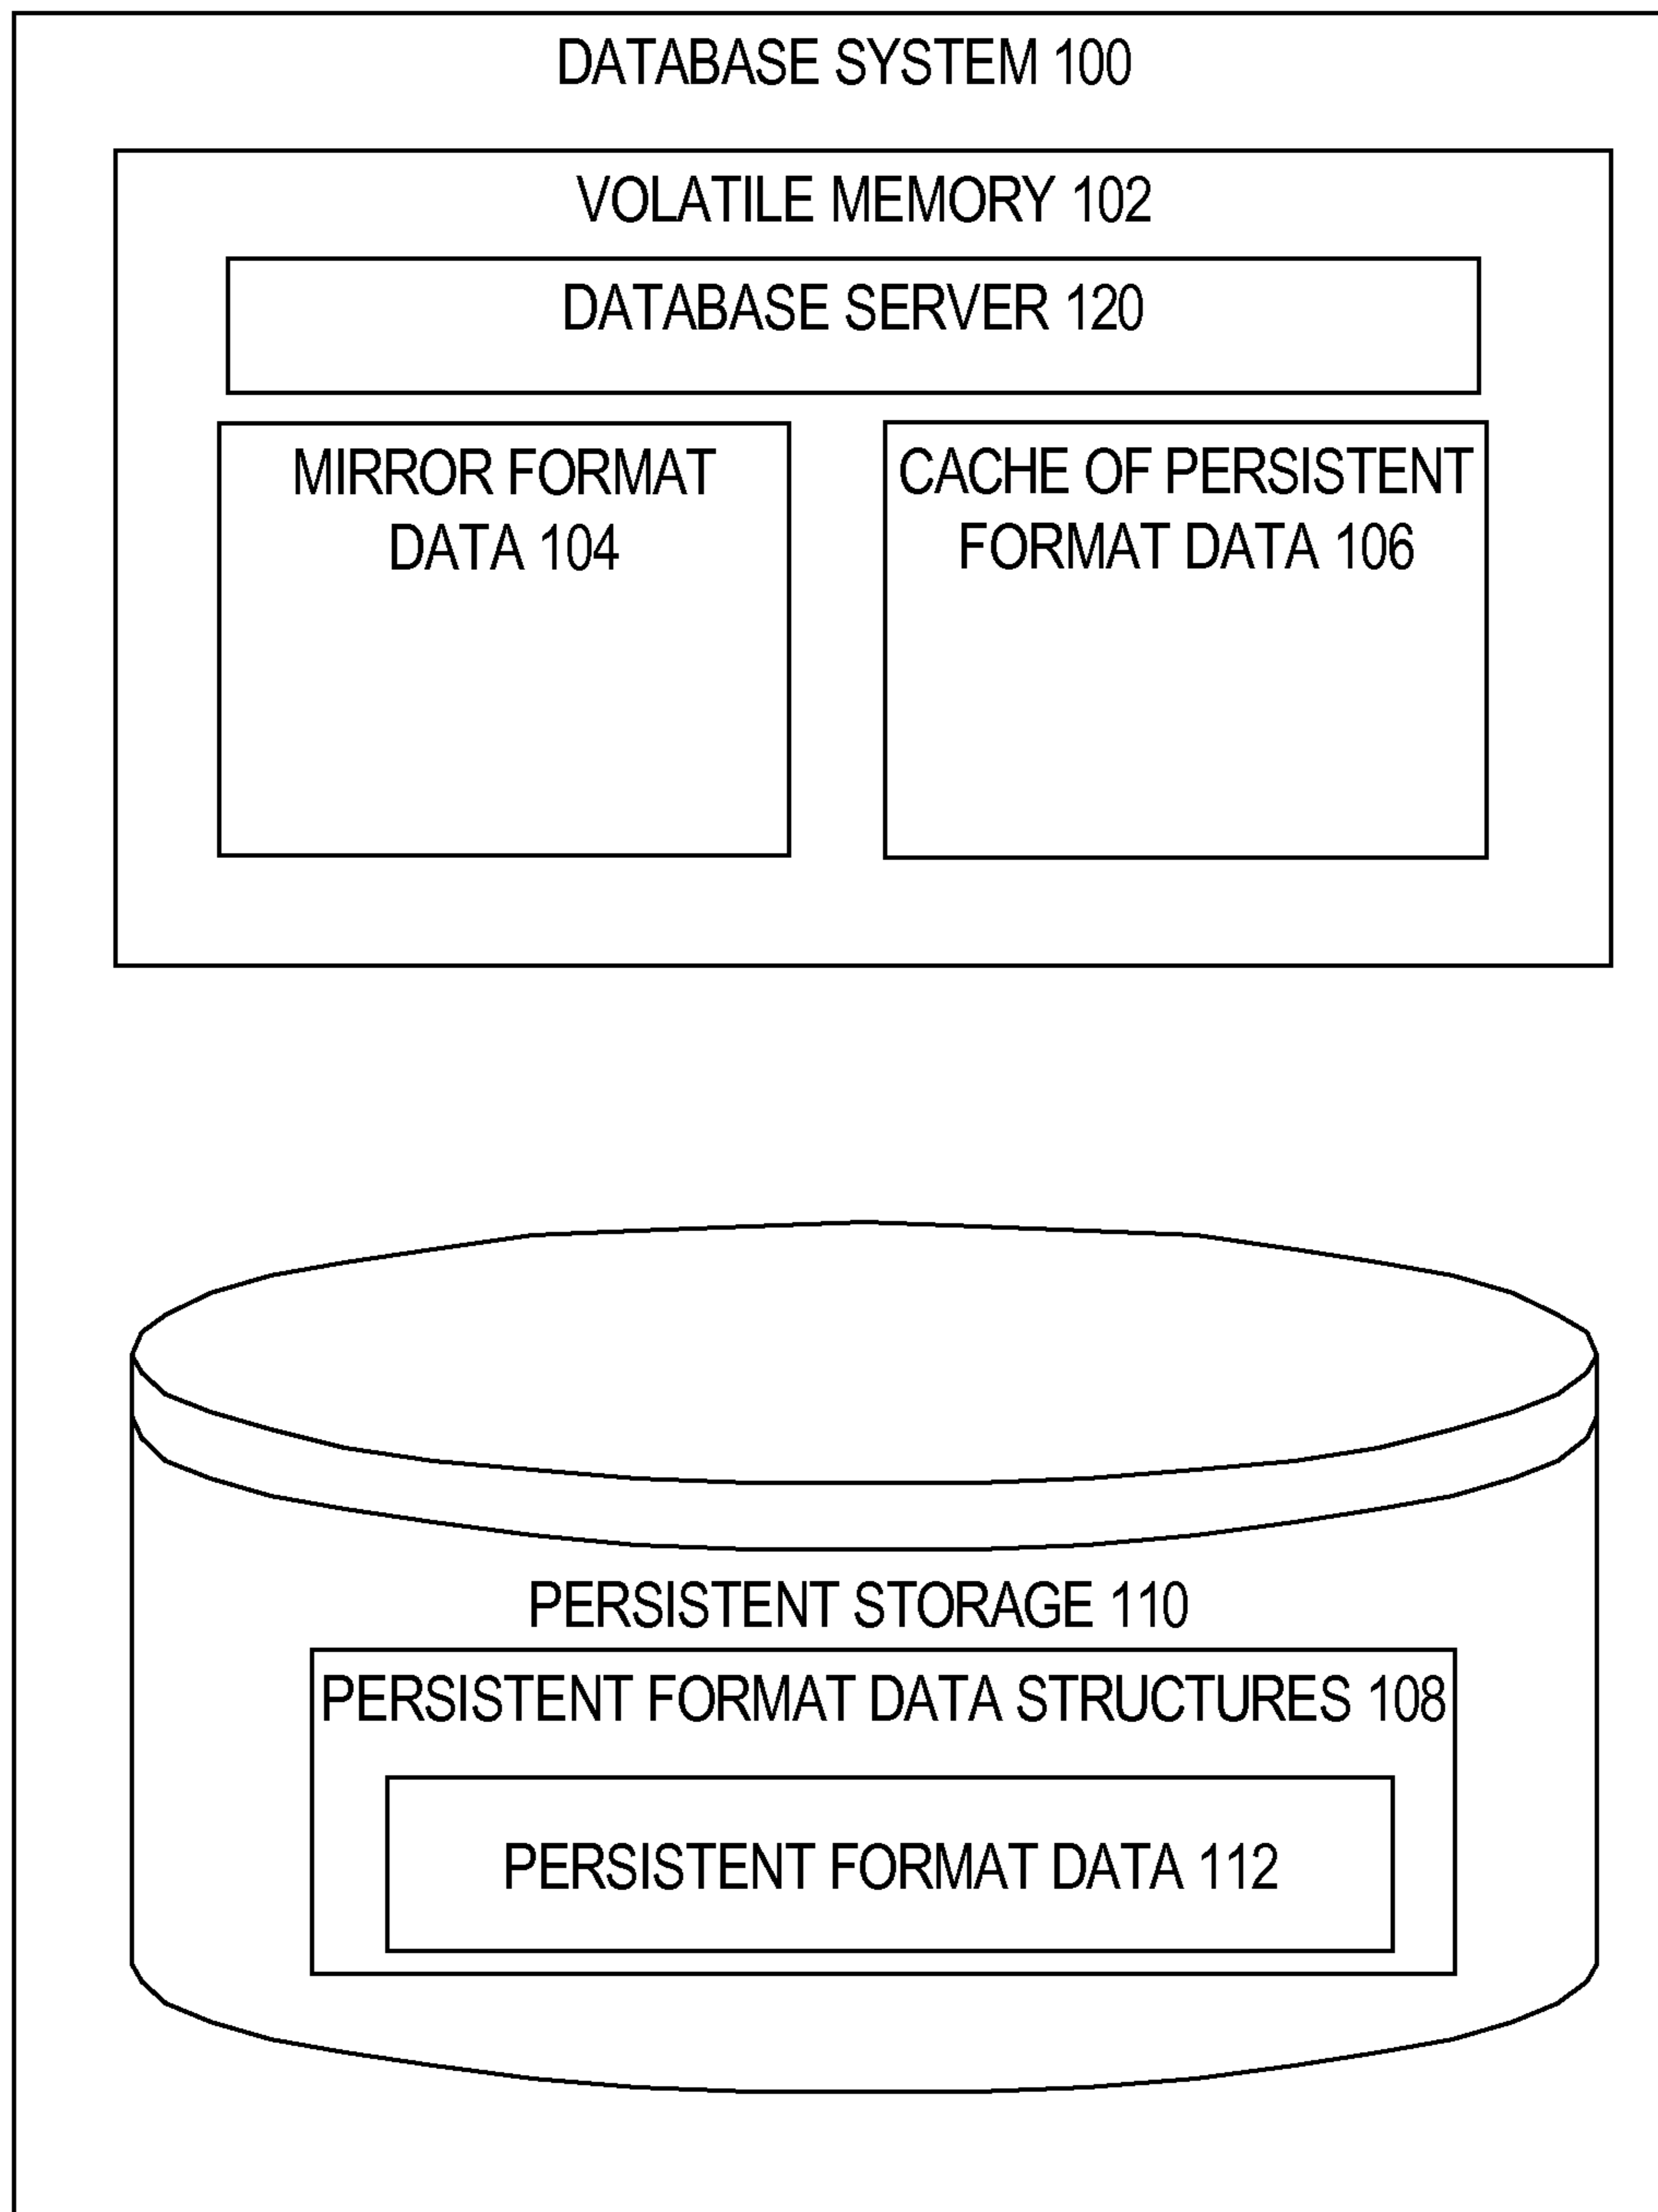 DATABASE SYSTEM 100
VOLATILE MEMORY 102
DATABASE SERVER 120
MIRROR FORMAT
DATA 104
CACHE OF PERSISTENT
FORMAT DATA 106
PERSISTENT STORAGE 110
PERSISTENT FORMAT DATA STRUCTURES 108
PERSISTENT FORMAT DATA 112